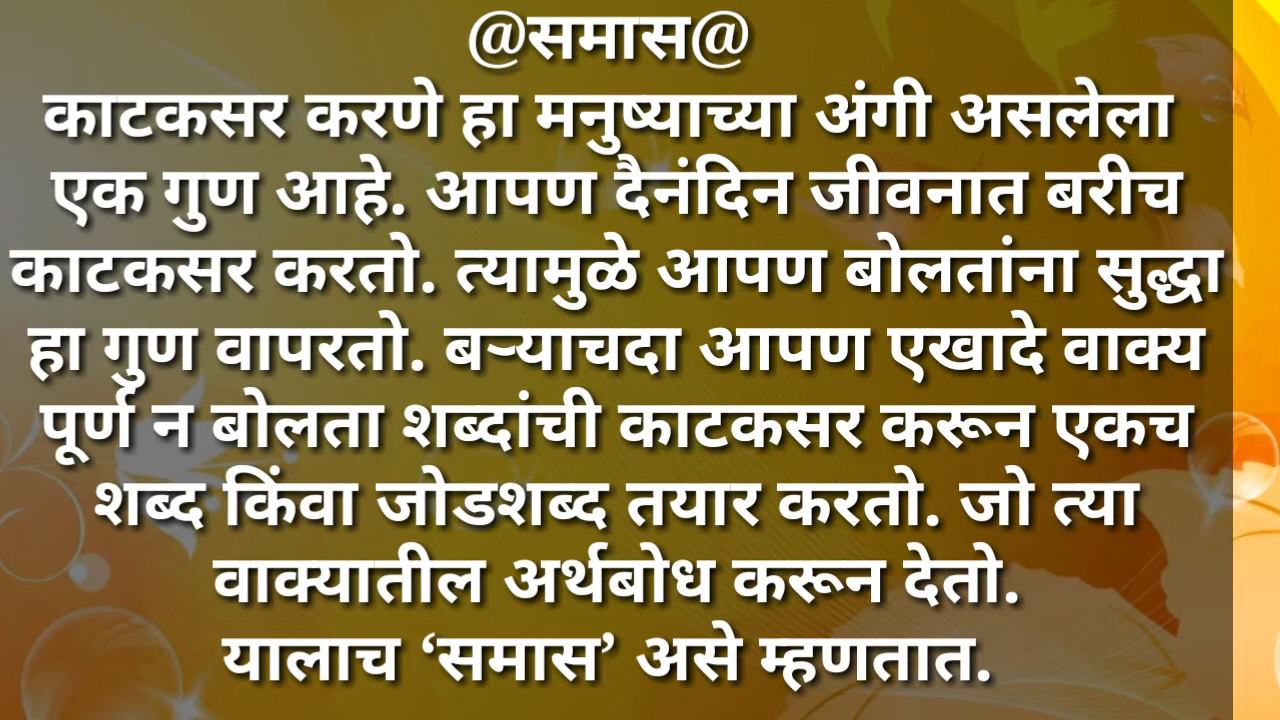 @समास@
काटकसर करणे हा मनुष्याच्या अंगी असलेला
एक गुण आहे. आपण दैनंदिन जीवनात बरीच
काटकसर करतो. त्यामुळे आपण बोलतांना सुद्धा
हा गुण वापरतो. बऱ्याचदा आपण एखादे वाक्य
पूर्ण न बोलता शब्दांची काटकसर करून एकच
शब्द किंवा जोडशब्द तयार करतो. जो त्या
वाक्यातील अर्थबोध करून देतो.
यालाच ‘समास’ असे म्हणतात.